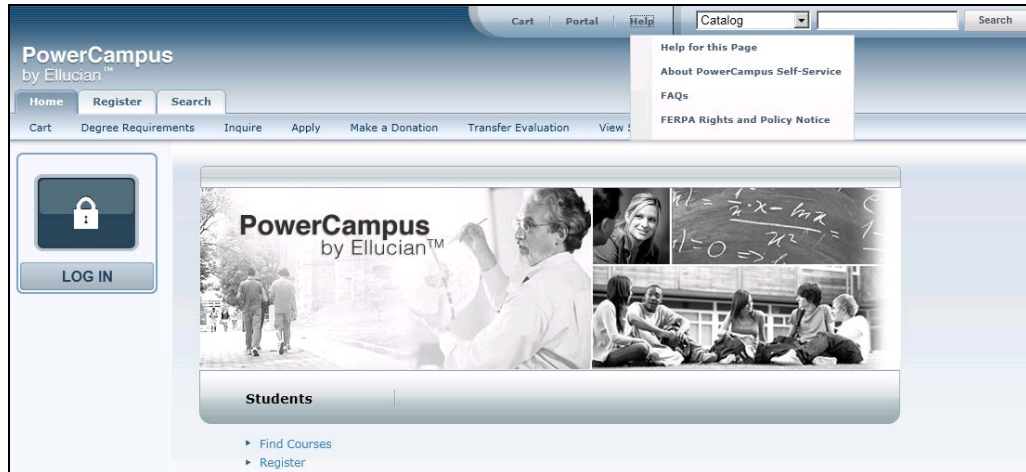 Cart | Portal | Help Catalog Search
Help for this Page
About PowerCampus Self-Service
FAQs
FERPA Rights and Policy Notice
PowerCampus
by Ellucian™
Home Register Search
Cart Degree Requirements Inquire Apply Make a Donation Transfer Evaluation View
LOG IN
PowerCampus
by Ellucian™
Students
Find Courses
Register